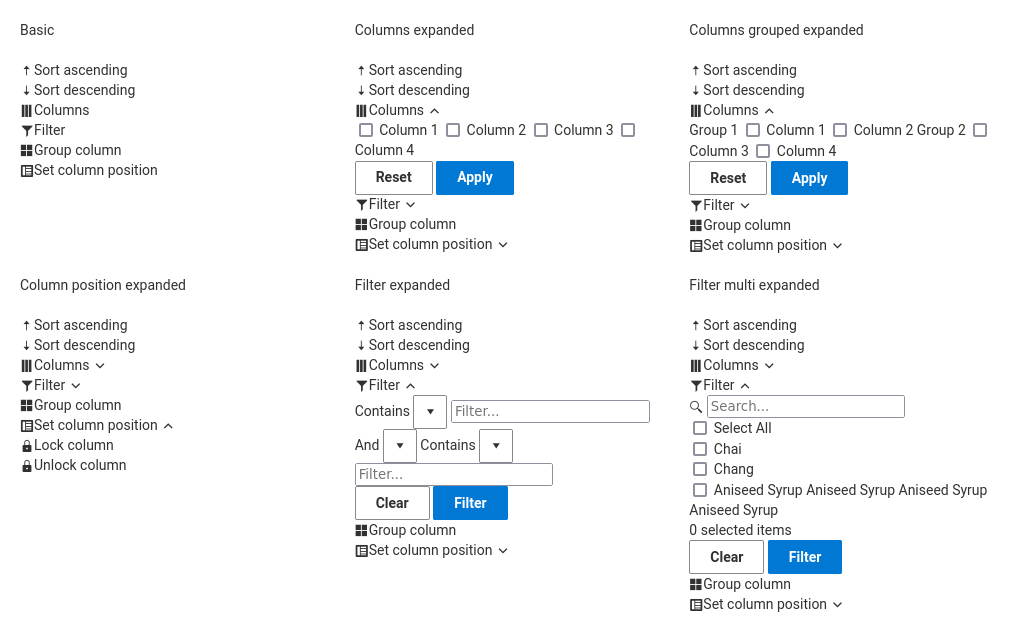 Basic
Sort ascending
Sort descending
Columns
Filter
Group column
Set column position
Columns expanded
Sort ascending
Sort descending
Columns
Column 1 Column 2 Column 3
Column 4
Reset Apply
Filter
Group column
Set column position
Columns grouped expanded
Sort ascending
Sort descending
Columns
Group 1 Column 1 Column 2 Group 2
Column 3 Column 4
Reset Apply
Filter
Group column
Set column position
Column position expanded
Sort ascending
Sort descending
Columns
Filter
Group column
Set column position
Lock column
Unlock column
Filter expanded
Sort ascending
Sort descending
Columns
Filter
Contains Filter...
And Contains
Filter...
Clear Filter
Group column
Set column position
Filter multi expanded
Sort ascending
Sort descending
Columns
Filter
Search...
Select All
Chai
Chang
Aniseed Syrup Aniseed Syrup Aniseed Syrup
Aniseed Syrup
0 selected items
Clear Filter
Group column
Set column position